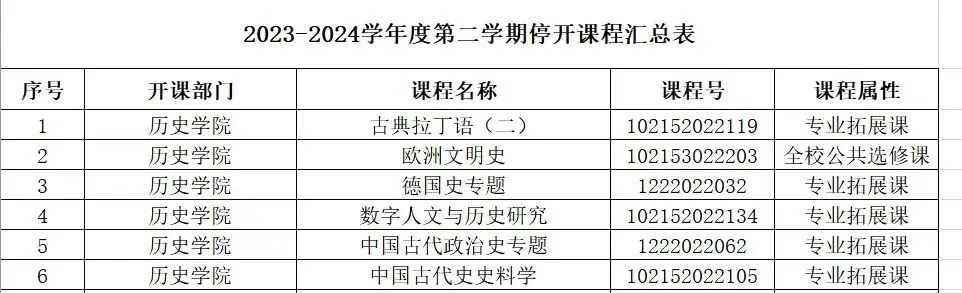 2023-2024学年度第二学期停开课程汇总表
序号 开课部门 课程名称 课程号 课程属性
1 历史学院 古典拉丁语（二） 102152022119 专业拓展课
2 历史学院 欧洲文明史 102153022203 全校公共选修课
3 历史学院 德国史专题 1222022032 专业拓展课
4 历史学院 数字人文与历史研究 102152022134 专业拓展课
5 历史学院 中国古代政治史专题 1222022062 专业拓展课
6 历史学院 中国古代史史料学 102152022105 专业拓展课